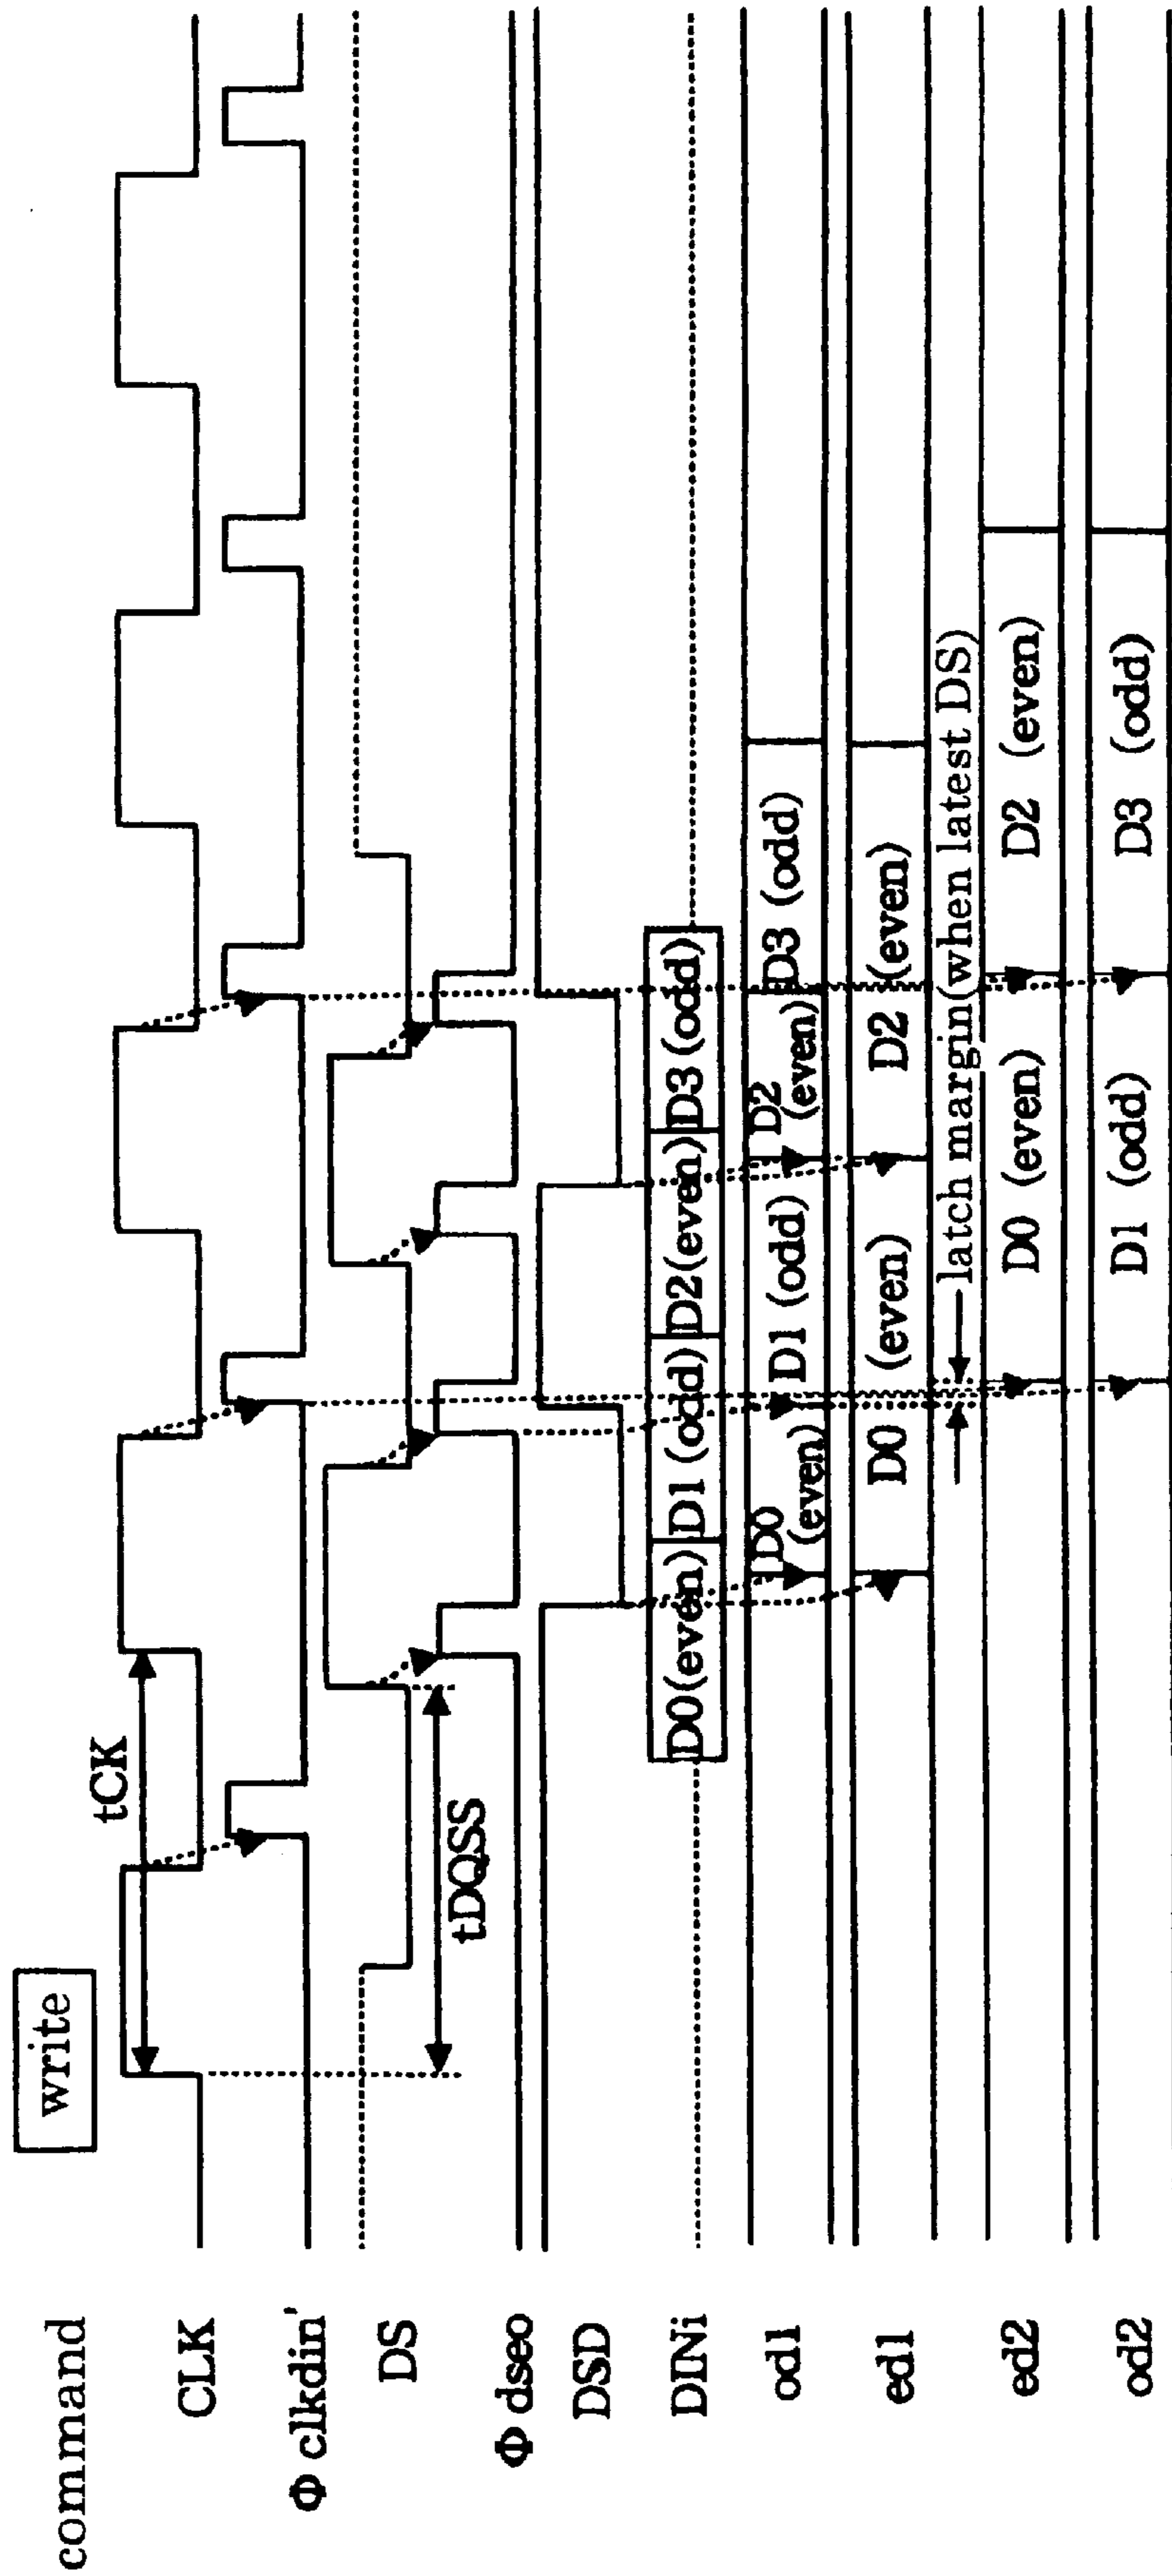 command
write
CLK
tCK
Φ clkdin'
DS
tDQSS
Φ dseo
DSD
DINi
D0(even) D1 (odd) D2(even) D3 (odd)
od1
D0 (even) D1 (odd) D2 (even) D3 (odd)
ed1
D0 (even) D2 (even)
latch margin(when latest DS)
ed2
D0 (even) D2 (even)
od2
D1 (odd) D3 (odd)